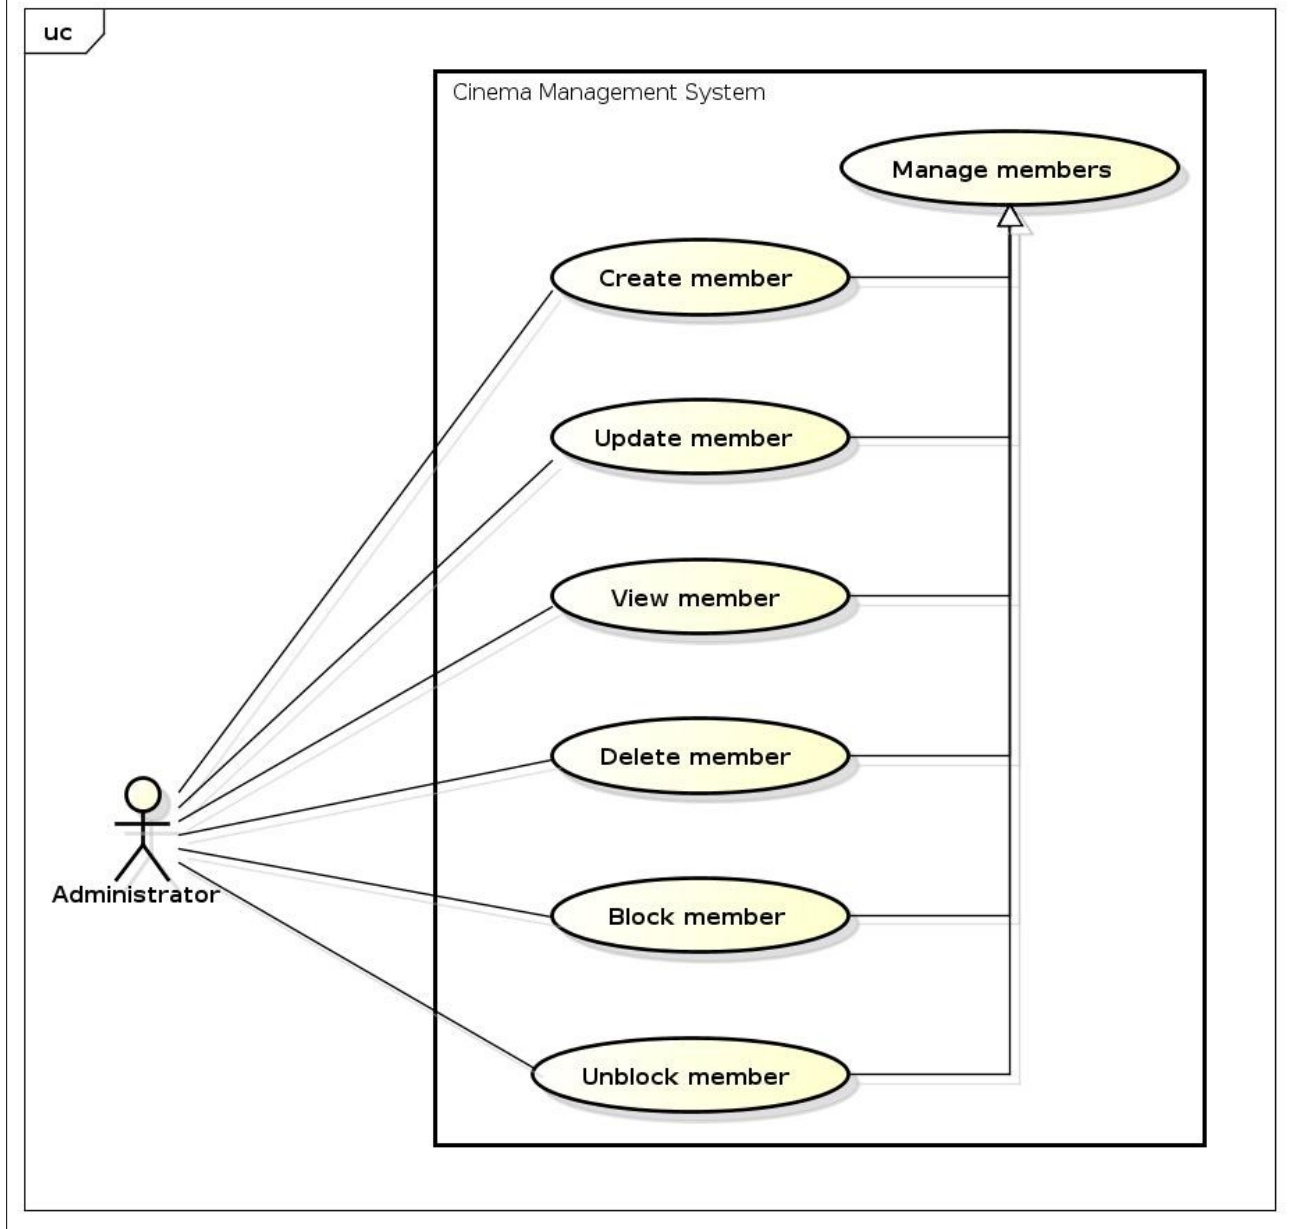 uc
Cinema Management System
Manage members
Create member
Update member
View member
Delete member
Administrator
Block member
Unblock member